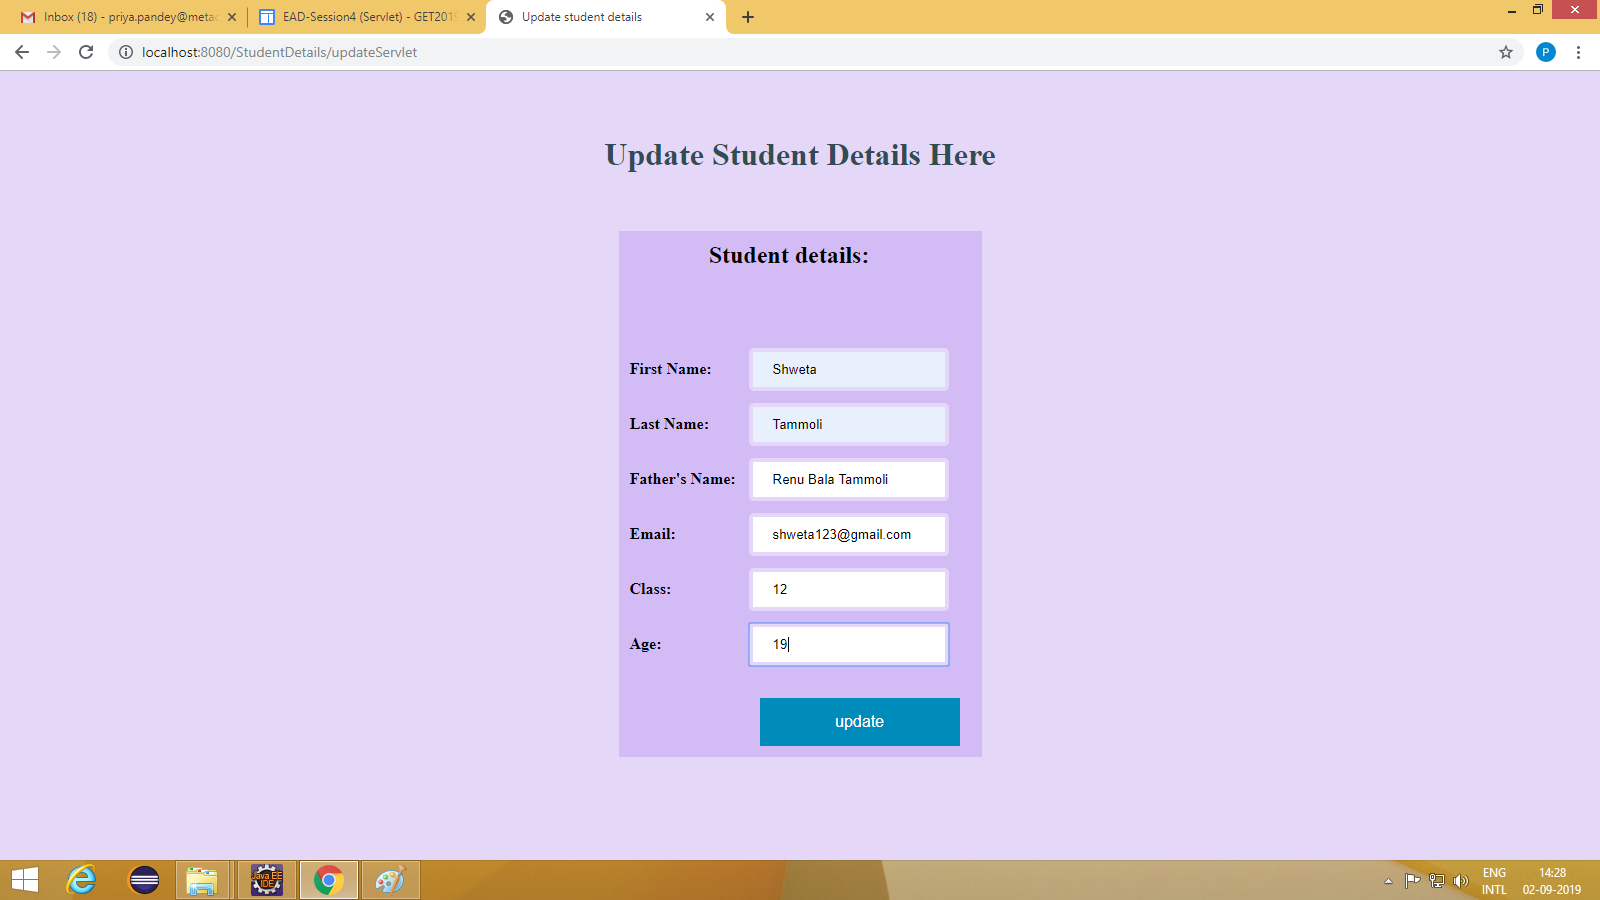 Inbox (18) - priya.pandey@metac
EAD-Session4 (Servlet) - GET2019
Update student details
localhost:8080/StudentDetails/updateServlet
P
Update Student Details Here
Student details:
First Name: Shweta
Last Name: Tammoli
Father's Name: Renu Bala Tammoli
Email: shweta123@gmail.com
Class: 12
Age: 19
update
Java EE
IDE
ENG
INTL
14:28
02-09-2019